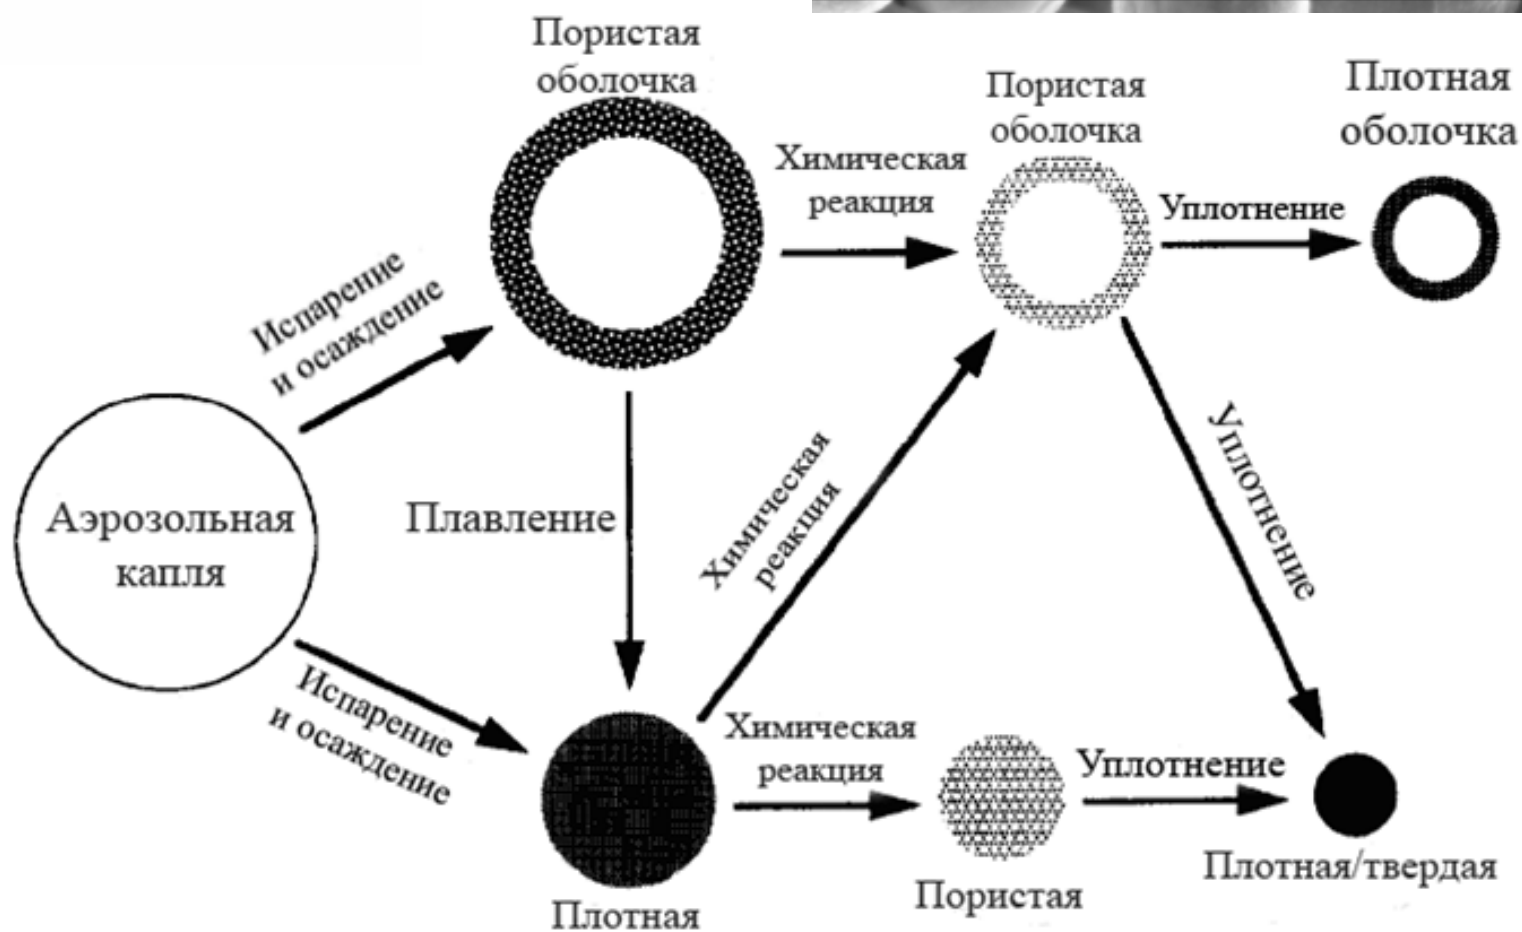 Пористая
оболочка
Пористая
оболочка
Плотная
оболочка
Химическая
реакция
Уплотнение
Испарение
и осаждение
Аэрозольная
капля
Плавление
Химическая
реакция
Уплотнение
Испарение
и осаждение
Химическая
реакция
Уплотнение
Плотная
Пористая
Плотная/твердая